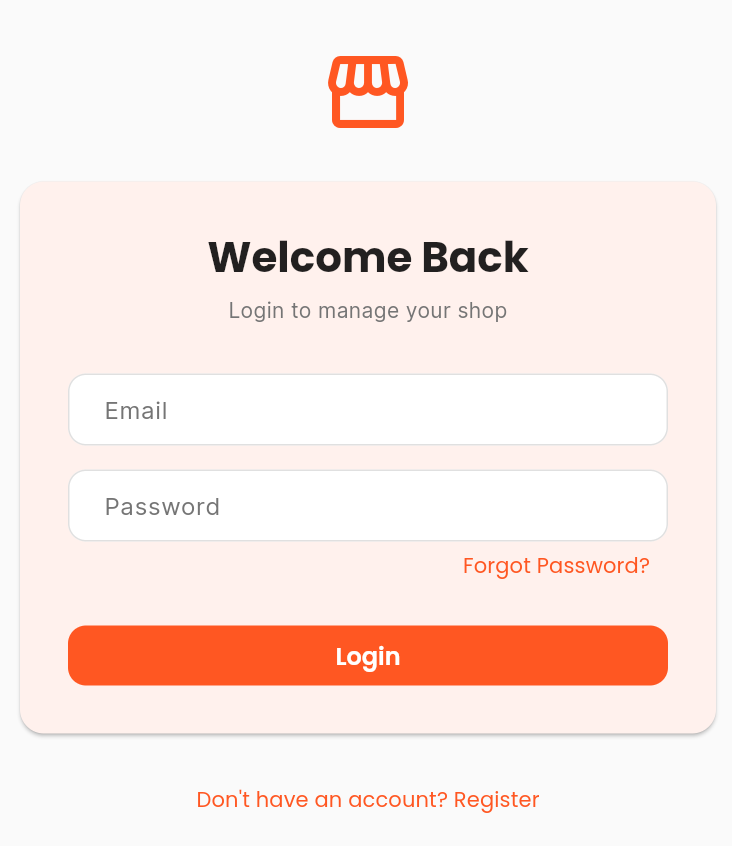 Welcome Back
Login to manage your shop
Email
Password
Forgot Password?
Login
Don't have an account? Register